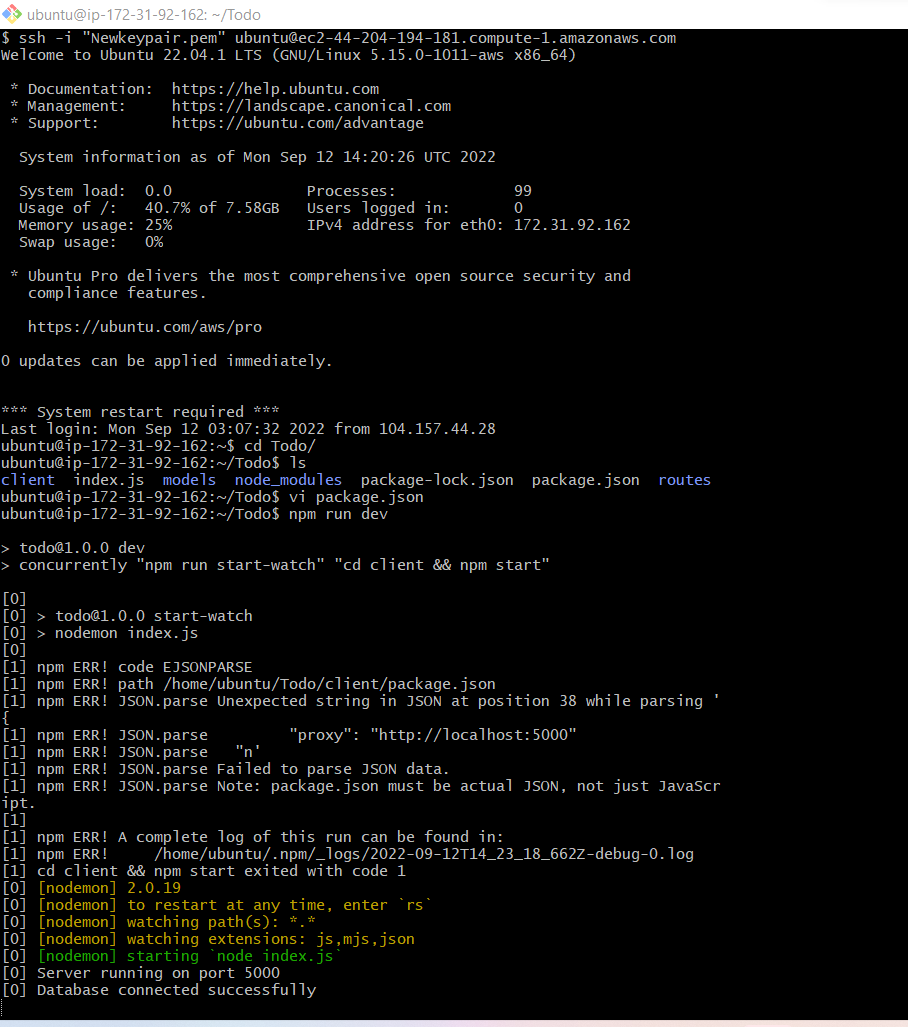 ubuntu@ip-172-31-92-162: ~/Todo
$ ssh -i "Newkeypair.pem" ubuntu@ec2-44-204-194-181.compute-1.amazonaws.com
Welcome to Ubuntu 22.04.1 LTS (GNU/Linux 5.15.0-1011-aws x86_64)
 * Documentation:  https://help.ubuntu.com
 * Management:     https://landscape.canonical.com
 * Support:        https://ubuntu.com/advantage
  System information as of Mon Sep 12 14:20:26 UTC 2022
  System load:  0.0               Processes:             99
  Usage of /:   40.7% of 7.58GB   Users logged in:       0
  Memory usage: 25%               IPv4 address for eth0: 172.31.92.162
  Swap usage:   0%
 * Ubuntu Pro delivers the most comprehensive open source security and
   compliance features.
   https://ubuntu.com/aws/pro
0 updates can be applied immediately.
*** System restart required ***
Last login: Mon Sep 12 03:07:32 2022 from 104.157.44.28
ubuntu@ip-172-31-92-162:~$ cd Todo/
ubuntu@ip-172-31-92-162:~/Todo$ ls
client  index.js  models  node_modules  package-lock.json  package.json  routes
ubuntu@ip-172-31-92-162:~/Todo$ vi package.json
ubuntu@ip-172-31-92-162:~/Todo$ npm run dev
> todo@1.0.0 dev
> concurrently "npm run start-watch" "cd client && npm start"
[0]
[0] > todo@1.0.0 start-watch
[0] > nodemon index.js
[0]
[1] npm ERR! code EJSONPARSE
[1] npm ERR! path /home/ubuntu/Todo/client/package.json
[1] npm ERR! JSON.parse Unexpected string in JSON at position 38 while parsing '
{
[1] npm ERR! JSON.parse         "proxy": "http://localhost:5000"
[1] npm ERR! JSON.parse   "n'
[1] npm ERR! JSON.parse Failed to parse JSON data.
[1] npm ERR! JSON.parse Note: package.json must be actual JSON, not just JavaScr
ipt.
[1]
[1] npm ERR! A complete log of this run can be found in:
[1] npm ERR!     /home/ubuntu/.npm/_logs/2022-09-12T14_23_18_662Z-debug-0.log
[1] cd client && npm start exited with code 1
[0] [nodemon] 2.0.19
[0] [nodemon] to restart at any time, enter `rs`
[0] [nodemon] watching path(s): *.*
[0] [nodemon] watching extensions: js,mjs,json
[0] [nodemon] starting `node index.js`
[0] Server running on port 5000
[0] Database connected successfully